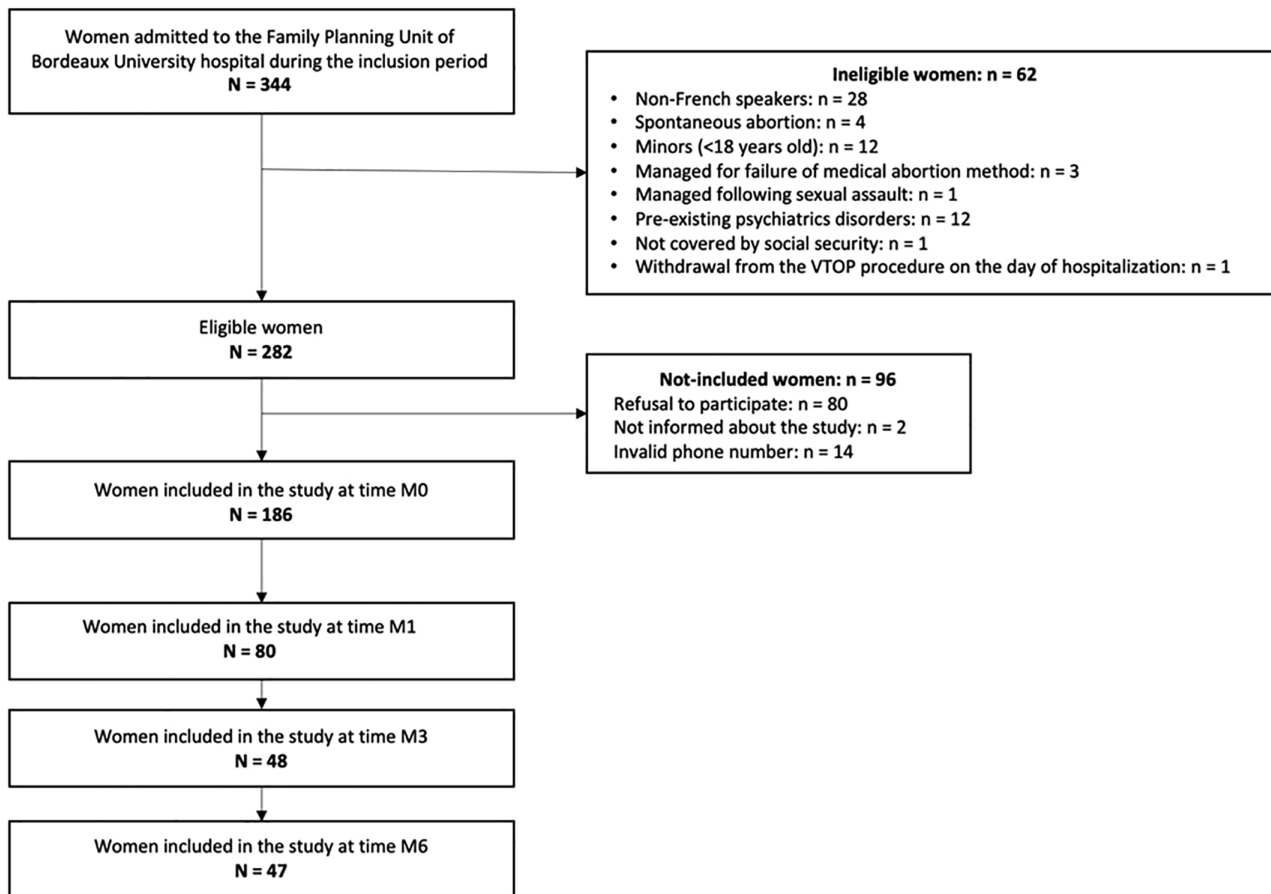 Women admitted to the Family Planning Unit of
Bordeaux University hospital during the inclusion period
N = 344
Ineligible women: n = 62
• Non-French speakers: n = 28
• Spontaneous abortion: n = 4
• Minors (<18 years old): n = 12
• Managed for failure of medical abortion method: n = 3
• Managed following sexual assault: n = 1
• Pre-existing psychiatrics disorders: n = 12
• Not covered by social security: n = 1
• Withdrawal from the VTOP procedure on the day of hospitalization: n = 1
Eligible women
N = 282
Not-included women: n = 96
Refusal to participate: n = 80
Not informed about the study: n = 2
Invalid phone number: n = 14
Women included in the study at time M0
N = 186
Women included in the study at time M1
N = 80
Women included in the study at time M3
N = 48
Women included in the study at time M6
N = 47